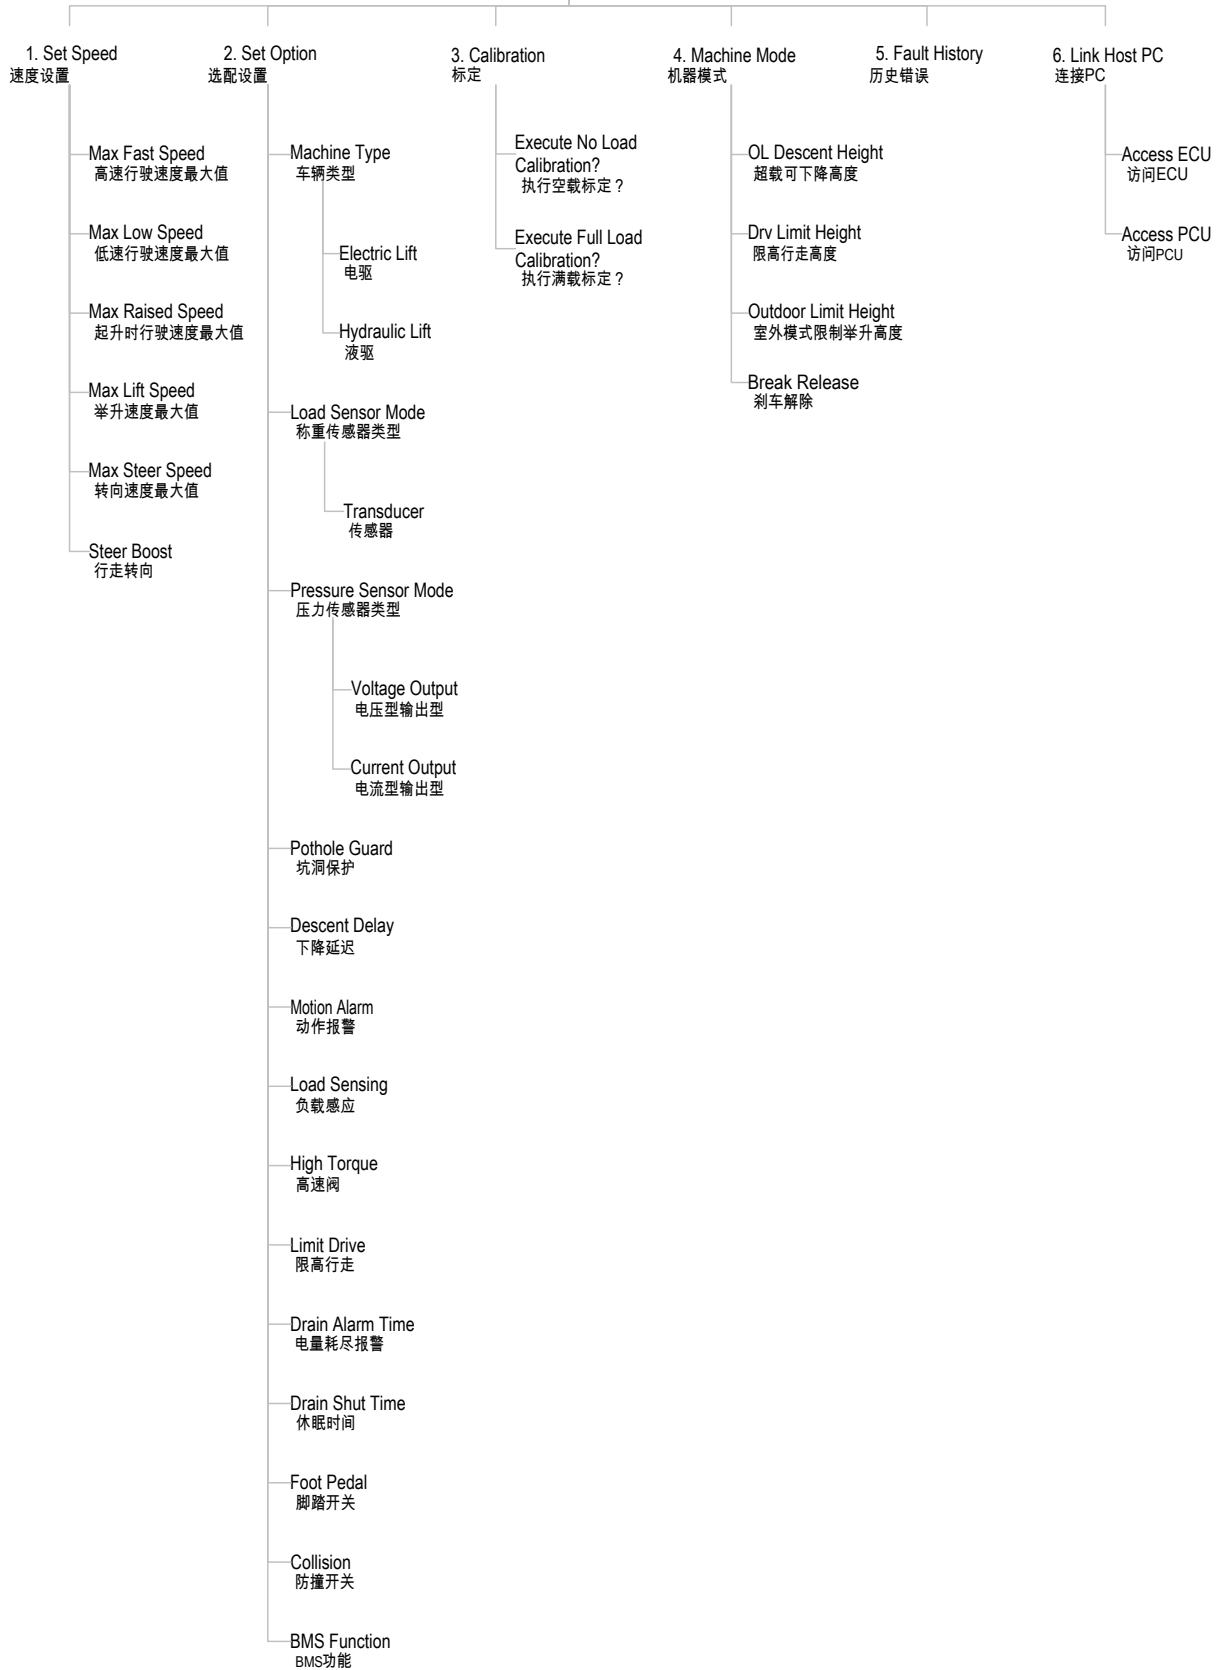 1. Set Speed
速度设置
Max Fast Speed
高速行驶速度最大值
Max Low Speed
低速行驶速度最大值
Max Raised Speed
起升时行驶速度最大值
Max Lift Speed
举升速度最大值
Max Steer Speed
转向速度最大值
Steer Boost
行走转向
2. Set Option
选配设置
Machine Type
车辆类型
Electric Lift
电驱
Hydraulic Lift
液驱
Load Sensor Mode
称重传感器类型
Transducer
传感器
Pressure Sensor Mode
压力传感器类型
Voltage Output
电压型输出型
Current Output
电流型输出型
Pothole Guard
坑洞保护
Descent Delay
下降延迟
Motion Alarm
动作报警
Load Sensing
负载感应
High Torque
高速阀
Limit Drive
限高行走
Drain Alarm Time
电量耗尽报警
Drain Shut Time
休眠时间
Foot Pedal
脚踏开关
Collision
防撞开关
BMS Function
BMS功能
3. Calibration
标定
Execute No Load
Calibration?
执行空载标定？
Execute Full Load
Calibration?
执行满载标定？
4. Machine Mode
机器模式
OL Descent Height
超载可下降高度
Drv Limit Height
限高行走高度
Outdoor Limit Height
室外模式限制举升高度
Break Release
刹车解除
5. Fault History
历史错误
6. Link Host PC
连接PC
Access ECU
访问ECU
Access PCU
访问PCU